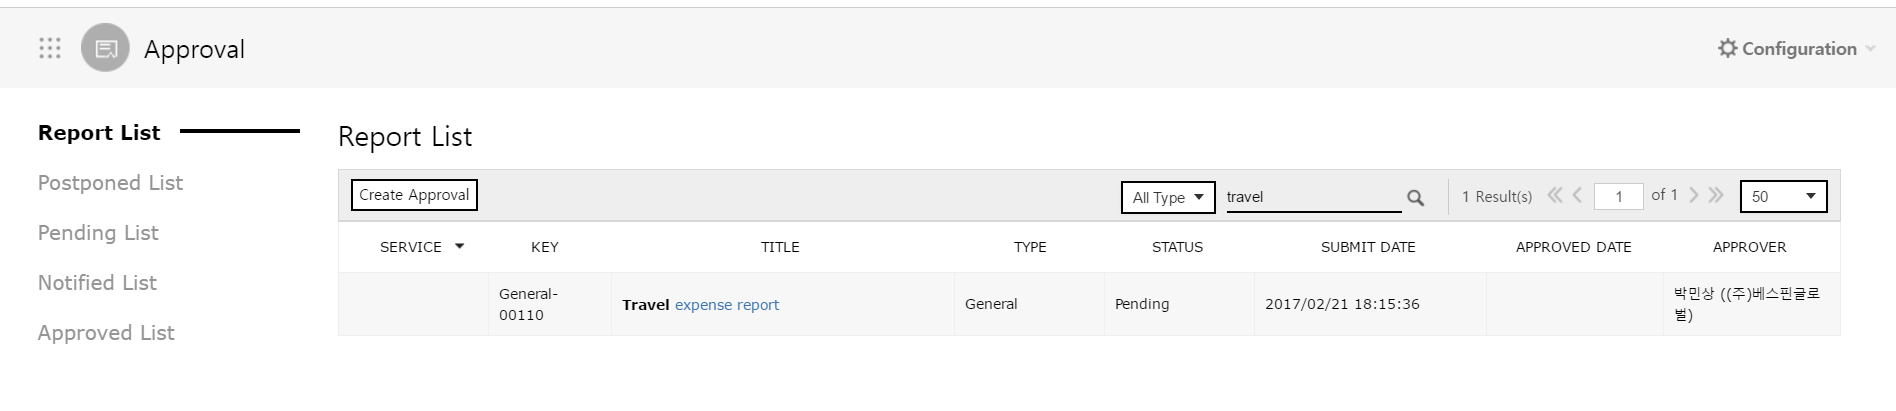 Approval
Configuration
Report List
Postponed List
Pending List
Notified List
Approved List
Report List
Create Approval
All Type
travel
1 Result(s)
1
of 1
50
SERVICE KEY TITLE TYPE STATUS SUBMIT DATE APPROVED DATE APPROVER
General-
00110
Travel expense report
General
Pending
2017/02/21 18:15:36
박민상 ((주)베스핀글로
벌)